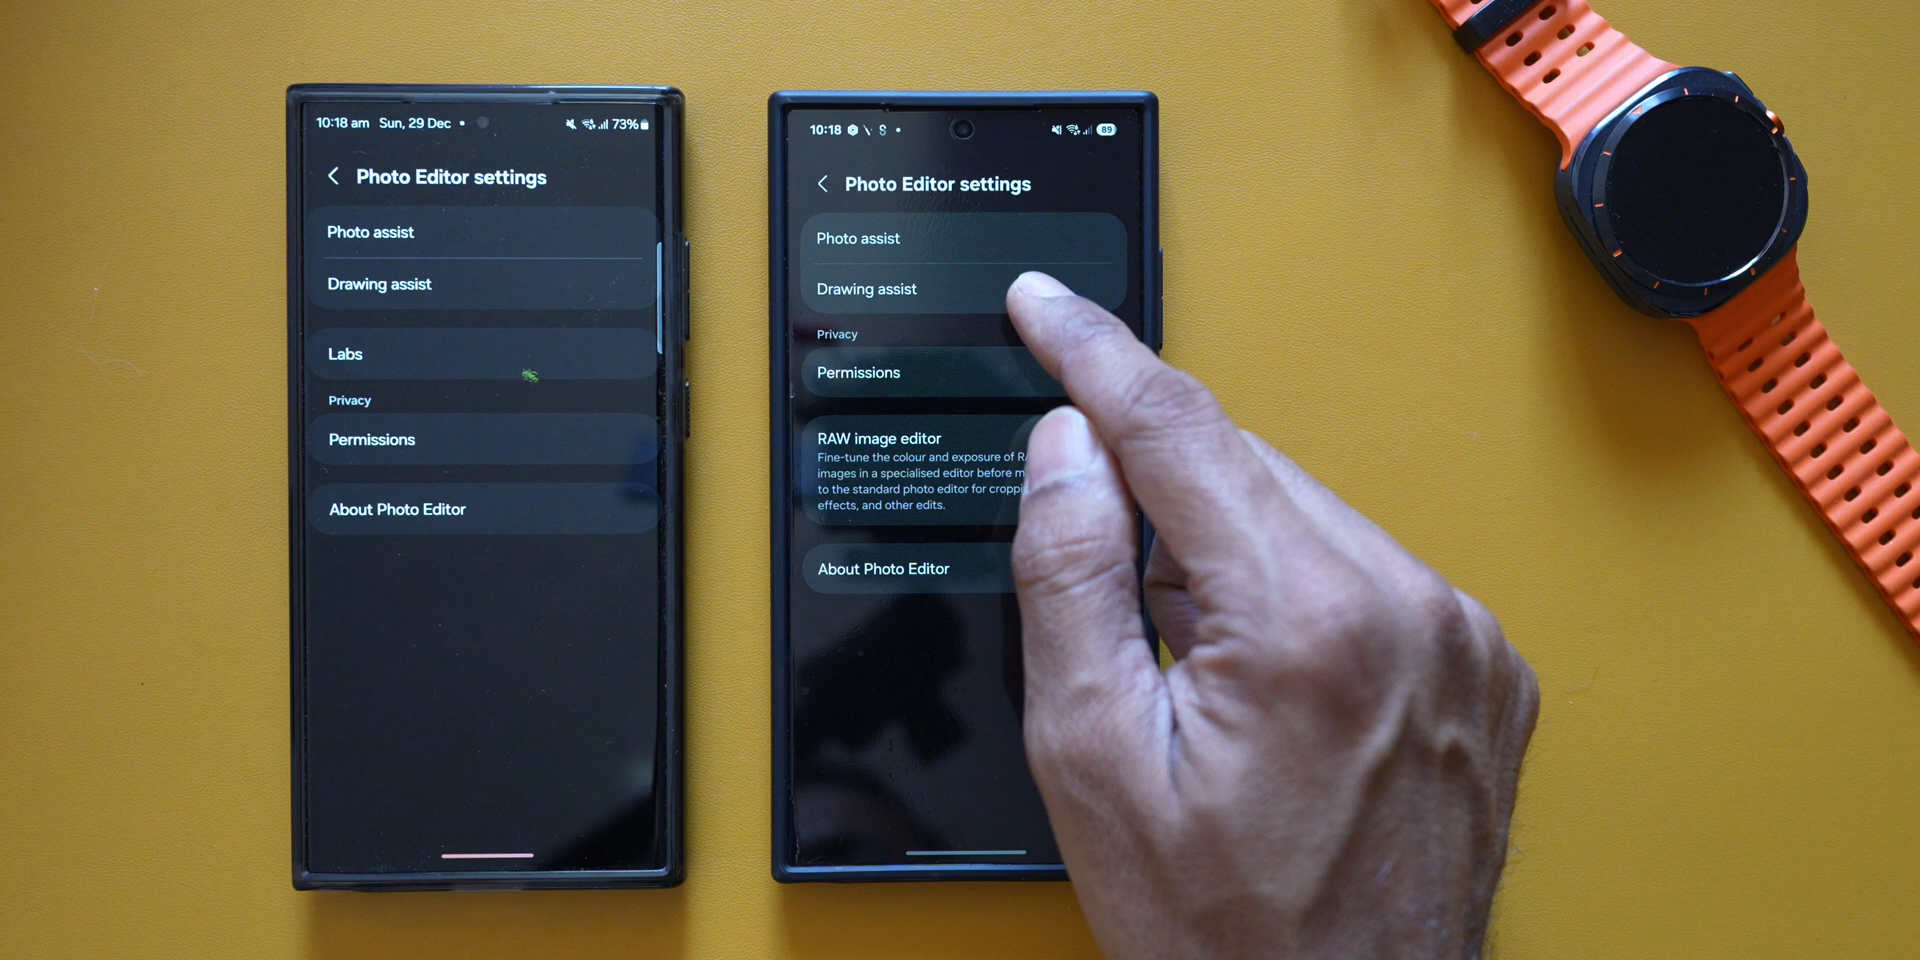 10:18 am Sun, 29 Dec
73%
Photo Editor settings
Photo assist
Drawing assist
Labs
Privacy
Permissions
About Photo Editor
10:18
89
Photo Editor settings
Photo assist
Drawing assist
Privacy
Permissions
RAW image editor
Fine-tune the colour and exposure of
images in a specialised editor before
to the standard photo editor for
effects, and other edits.
About Photo Editor